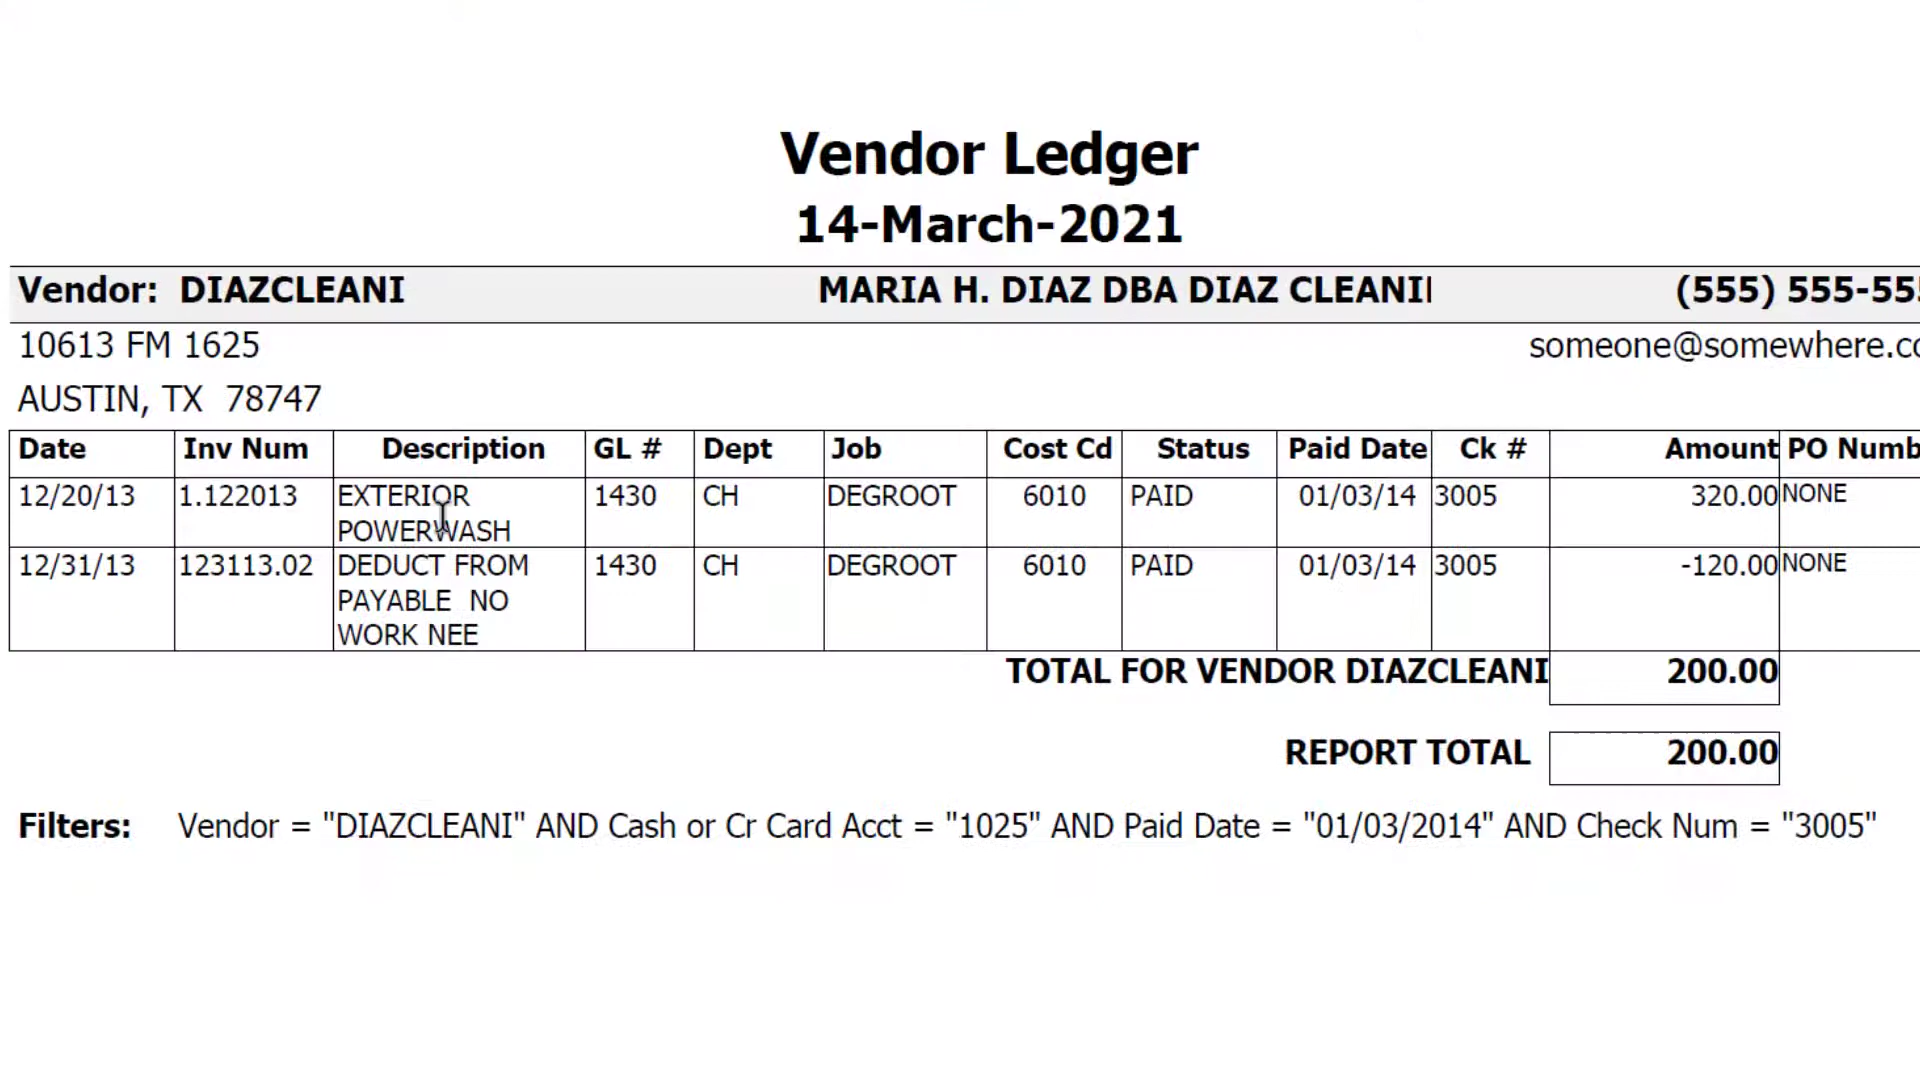 Vendor Ledger
14-March-2021
Vendor: DIAZCLEANI MARIA H. DIAZ DBA DIAZ CLEANI (555) 555-55
10613 FM 1625 someone@somewhere.co
AUSTIN, TX 78747
Date Inv Num Description GL # Dept Job Cost Cd Status Paid Date Ck # Amount PO Numb
12/20/13 1.122013 EXTERIOR 1430 CH DEGROOT 6010 PAID 01/03/14 3005 320.00 NONE
POWERWASH
12/31/13 123113.02 DEDUCT FROM 1430 CH DEGROOT 6010 PAID 01/03/14 3005 -120.00 NONE
PAYABLE NO
WORK NEE
TOTAL FOR VENDOR DIAZCLEANI 200.00
REPORT TOTAL 200.00
Filters: Vendor = "DIAZCLEANI" AND Cash or Cr Card Acct = "1025" AND Paid Date = "01/03/2014" AND Check Num = "3005"